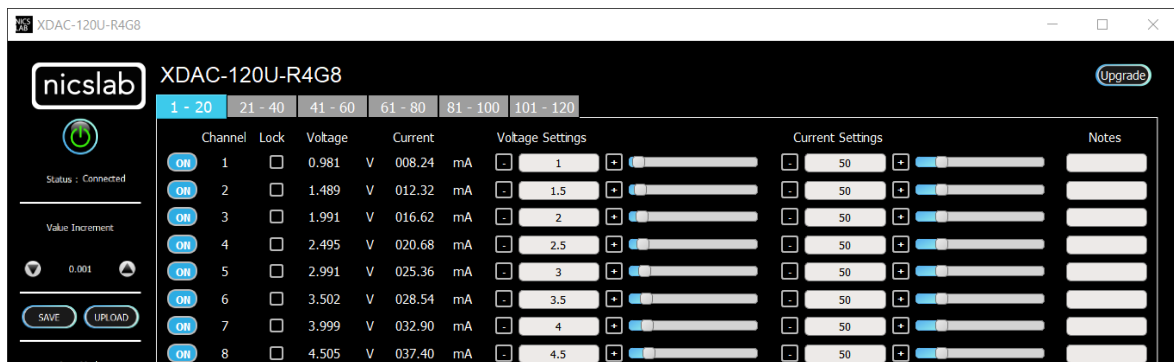 NICS LAB XDAC-120U-R4G8
nicslab XDAC-120U-R4G8 Upgrade
1 - 20 21 - 40 41 - 60 61 - 80 81 - 100 101 - 120
Channel Lock Voltage Current Voltage Settings Current Settings Notes
ON 1 0.981 V 008.24 mA - 1 + - 50 +
Status : Connected
ON 2 1.489 V 012.32 mA - 1.5 + - 50 +
ON 3 1.991 V 016.62 mA - 2 + - 50 +
Value Increment
ON 4 2.495 V 020.68 mA - 2.5 + - 50 +
0.001
ON 5 2.991 V 025.36 mA - 3 + - 50 +
ON 6 3.502 V 028.54 mA - 3.5 + - 50 +
SAVE UPLOAD
ON 7 3.999 V 032.90 mA - 4 + - 50 +
ON 8 4.505 V 037.40 mA - 4.5 + - 50 +